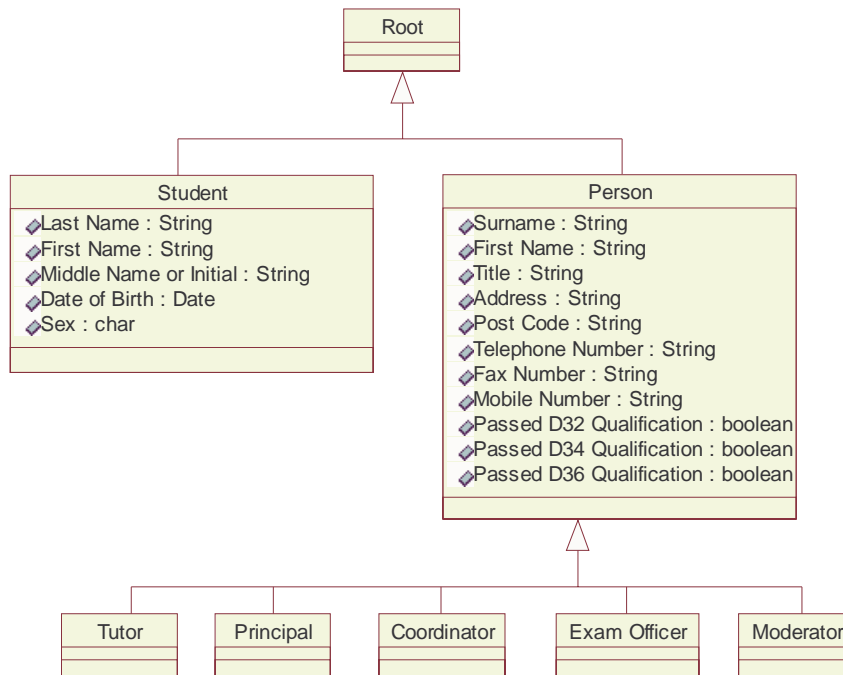 Root
Student
Last Name : String
First Name : String
Middle Name or Initial : String
Date of Birth : Date
Sex : char
Person
Surname : String
First Name : String
Title : String
Address : String
Post Code : String
Telephone Number : String
Fax Number : String
Mobile Number : String
Passed D32 Qualification : boolean
Passed D34 Qualification : boolean
Passed D36 Qualification : boolean
Tutor
Principal
Coordinator
Exam Officer
Moderator